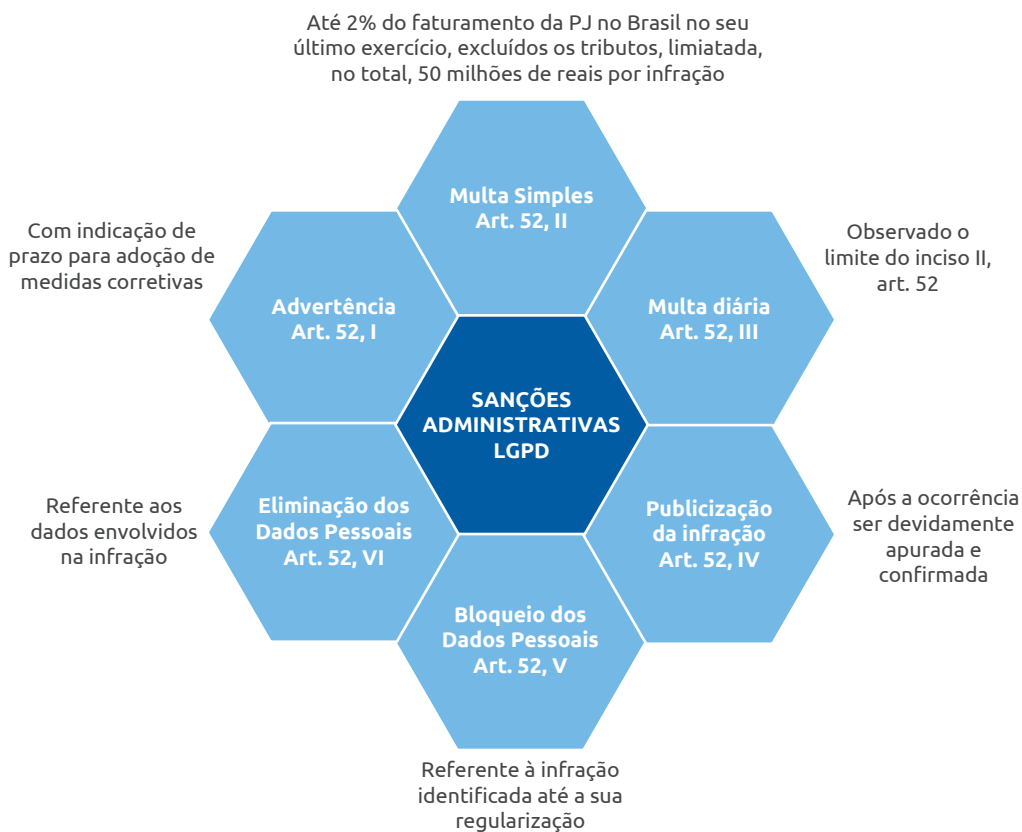 Até 2% do faturamento da PJ no Brasil no seu
último exercício, excluídos os tributos, limiatada,
no total, 50 milhões de reais por infração
Multa Simples
Art. 52, II
Com indicação de
prazo para adoção de
medidas corretivas
Advertência
Art. 52, I
Multa diária
Art. 52, III
Observado o
limite do inciso II,
art. 52
SANÇÕES
ADMINISTRATIVAS
LGPD
Referente aos
dados envolvidos
na infração
Eliminação dos
Dados Pessoais
Art. 52, VI
Publicização
da infração
Art. 52, IV
Após a ocorrência
ser devidamente
apurada e
confirmada
Bloqueio dos
Dados Pessoais
Art. 52, V
Referente à infração
identificada até a sua
regularização